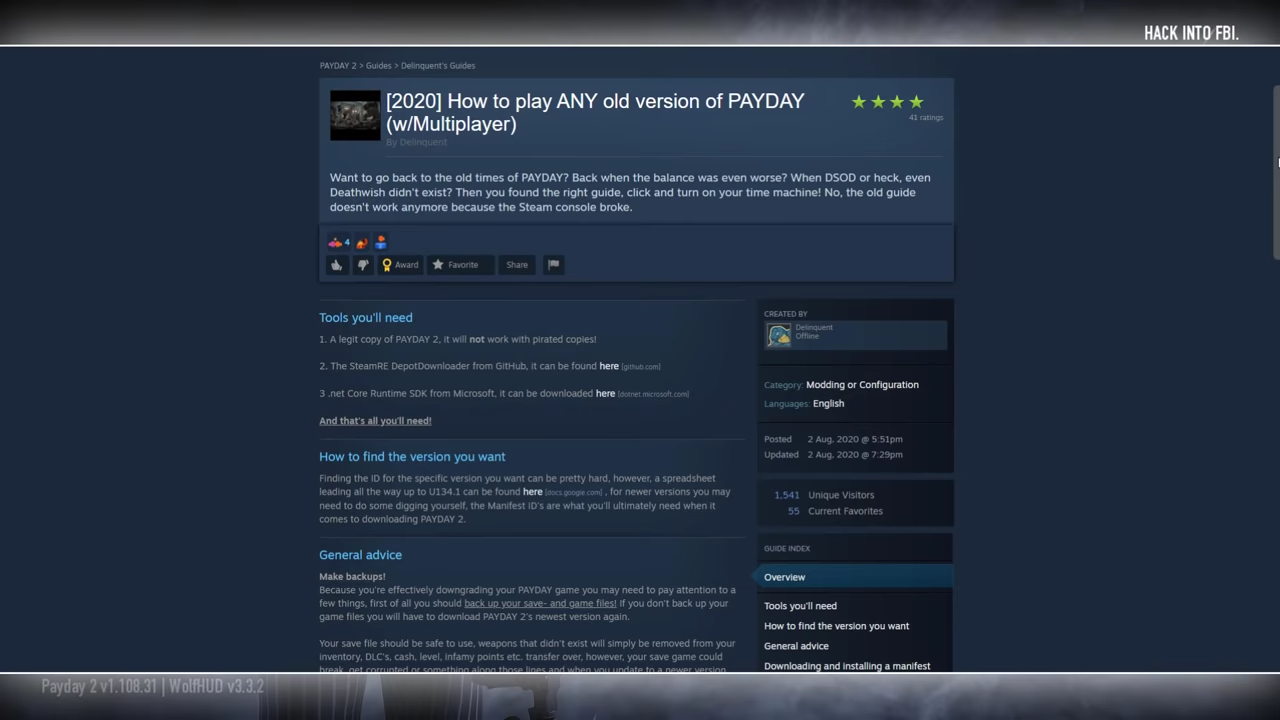 HACK INTO FBI.
PAYDAY 2 > Guides > Delinquent's Guides
[2020] How to play ANY old version of PAYDAY
(w/Multiplayer)
By Delinquent
41 ratings
Want to go back to the old times of PAYDAY? Back when the balance was even worse? When DSOD or heck, even
Deathwish didn't exist? Then you found the right guide, click and turn on your time machine! No, the old guide
doesn't work anymore because the Steam console broke.
4
Award
Favorite
Share
Tools you'll need
1. A legit copy of PAYDAY 2, it will not work with pirated copies!
2. The SteamRE DepotDownloader from GitHub, it can be found here [github.com]
3 .net Core Runtime SDK from Microsoft, it can be downloaded here [dotnet.microsoft.com]
And that's all you'll need!
How to find the version you want
Finding the ID for the specific version you want can be pretty hard, however, a spreadsheet
leading all the way up to U134.1 can be found here [docs.google.com] , for newer versions you may
need to do some digging yourself, the Manifest ID's are what you'll ultimately need when it
comes to downloading PAYDAY 2.
General advice
Make backups!
Because you're effectively downgrading your PAYDAY game you may need to pay attention to a
few things, first of all you should back up your save- and game files! If you don't back up your
game files you will have to download PAYDAY 2's newest version again.
Your save file should be safe to use, weapons that didn't exist will simply be removed from your
inventory, DLC's, cash, level, infamy points etc. transfer over, however, your save game could
break, get corrupted or something along those lines and when you update to a newer version
CREATED BY
Delinquent
Offline
Category: Modding or Configuration
Languages: English
Posted 2 Aug, 2020 @ 5:51pm
Updated 2 Aug, 2020 @ 7:29pm
1,541 Unique Visitors
55 Current Favorites
GUIDE INDEX
Overview
Tools you'll need
How to find the version you want
General advice
Downloading and installing a manifest
Payday 2 v1.108.31 | WolfHUD v3.3.2